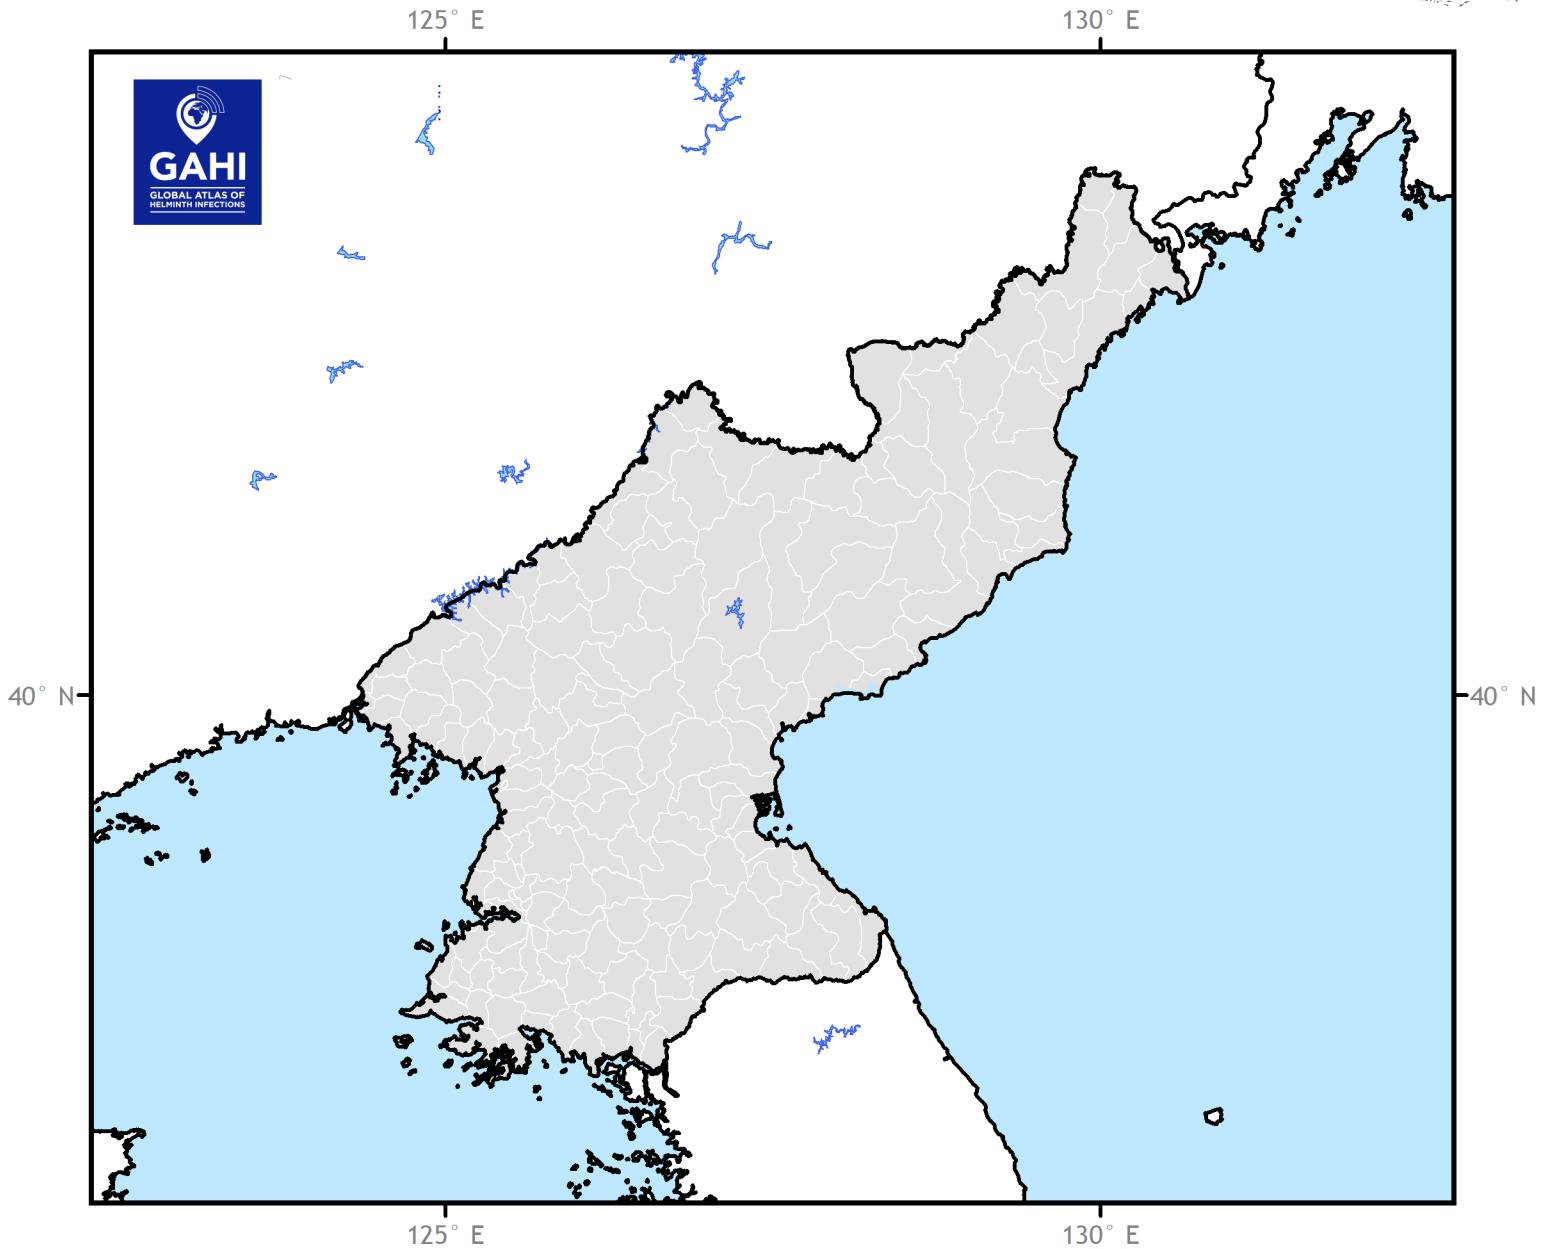 125° E
130° E
GAHI
GLOBAL ATLAS OF
HELMINTH INFECTIONS
40° N
40° N
125° E
130° E